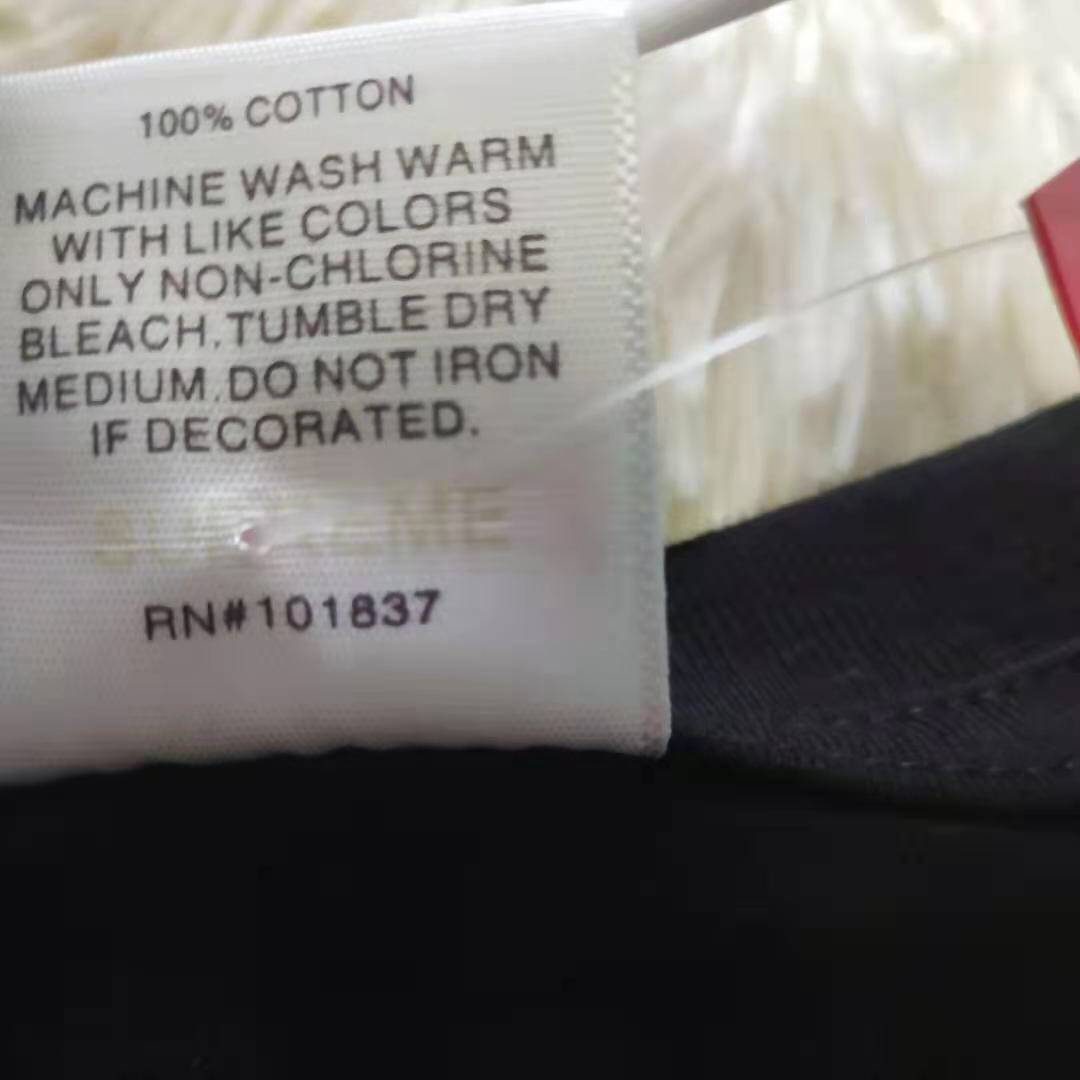 100% COTTON
MACHINE WASH WARM
WITH LIKE COLORS
ONLY NON-CHLORINE
BLEACH.TUMBLE DRY
MEDIUM.DO NOT IRON
IF DECORATED.
RN#101837